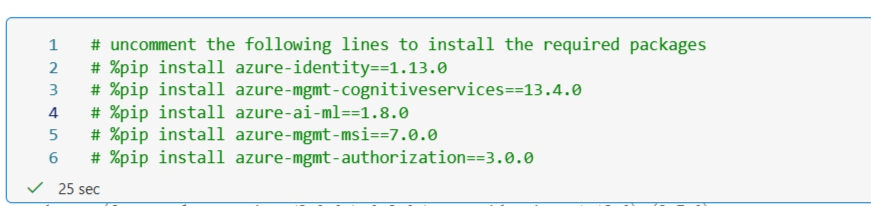 1 # uncomment the following lines to install the required packages
2 # %pip install azure-identity==1.13.0
3 # %pip install azure-mgmt-cognitiveservices==13.4.0
4 # %pip install azure-ai-ml==1.8.0
5 # %pip install azure-mgmt-msi==7.0.0
6 # %pip install azure-mgmt-authorization==3.0.0
25 sec